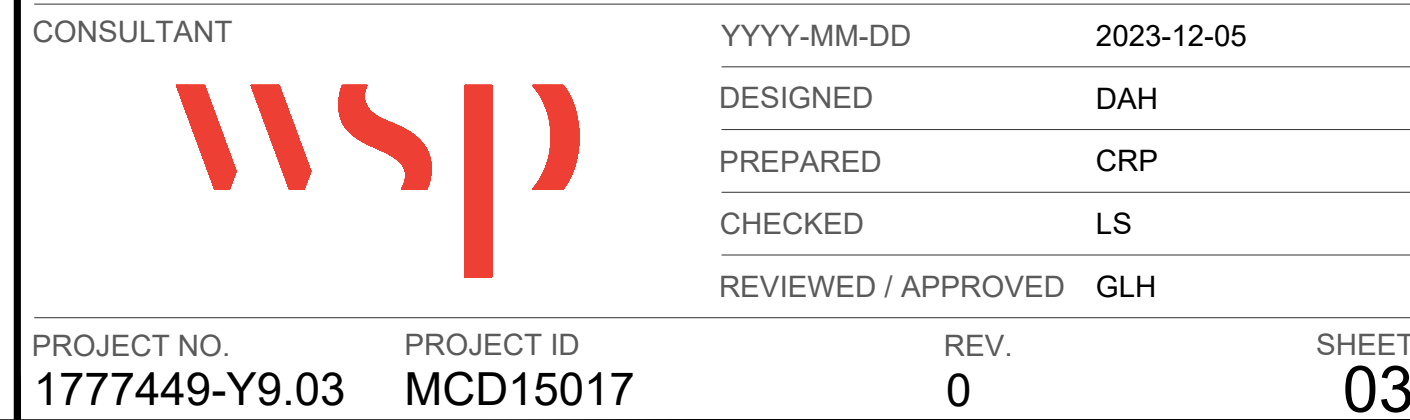 CONSULTANT
wsp
YYYY-MM-DD 2023-12-05
DESIGNED DAH
PREPARED CRP
CHECKED LS
REVIEWED / APPROVED GLH
PROJECT NO. PROJECT ID REV. SHEET
1777449-Y9.03 MCD15017 0 03